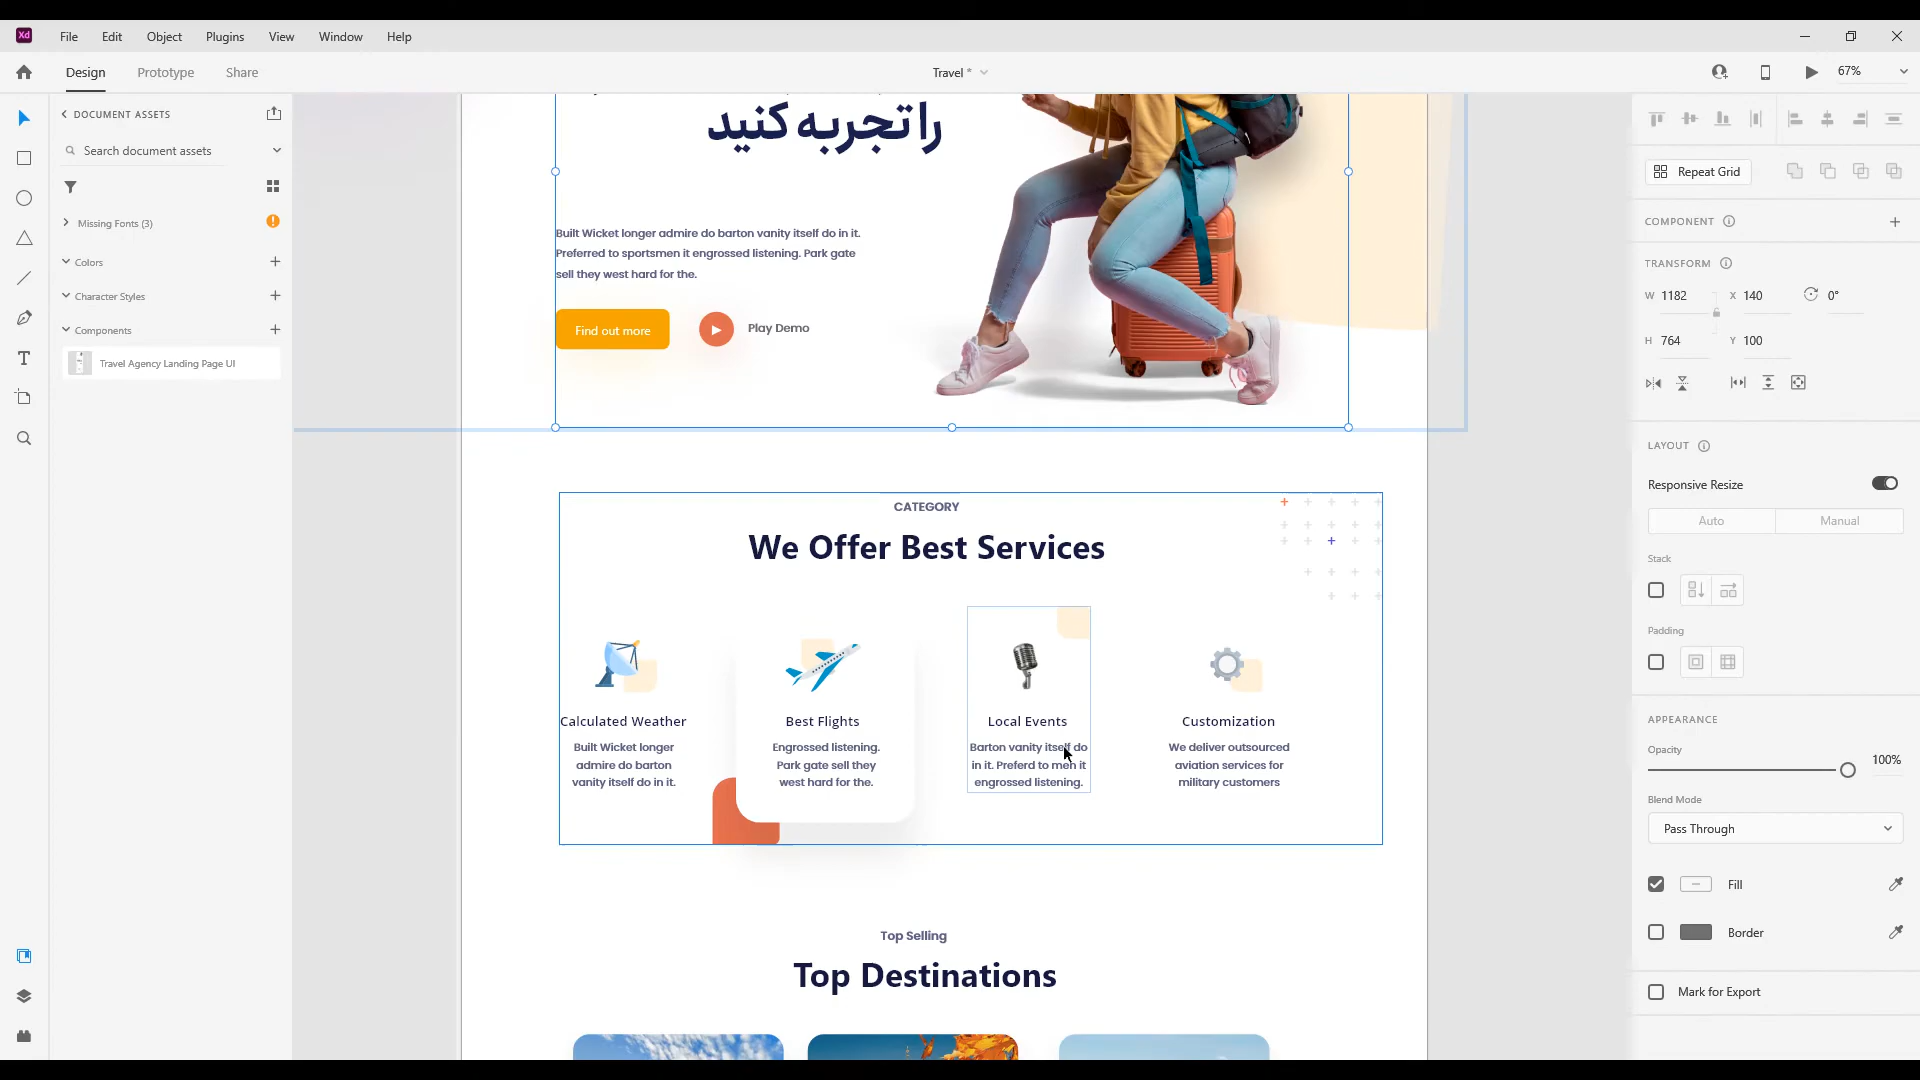 Xd
File Edit Object Plugins View Window Help
Design Prototype Share
Travel *
67%
DOCUMENT ASSETS
Search document assets
Missing Fonts (3)
Colors
Character Styles
Components
Travel Agency Landing Page UI
را تجربه کنید
Built Wicket longer admire do barton vanity itself do in it.
Preferred to sportsmen it engrossed listening. Park gate
sell they west hard for the.
Find out more
Play Demo
CATEGORY
We Offer Best Services
Calculated Weather
Built Wicket longer
admire do barton
vanity itself do in it.
Best Flights
Engrossed listening.
Park gate sell they
west hard for the.
Local Events
Barton vanity itself do
in it. Preferd to men it
engrossed listening.
Customization
We deliver outsourced
aviation services for
military customers
Top Selling
Top Destinations
Repeat Grid
COMPONENT
TRANSFORM
W 1182 X 140 0°
H 764 Y 100
LAYOUT
Responsive Resize
Auto Manual
Stack
Padding
APPEARANCE
Opacity
100%
Blend Mode
Pass Through
Fill
Border
Mark for Export